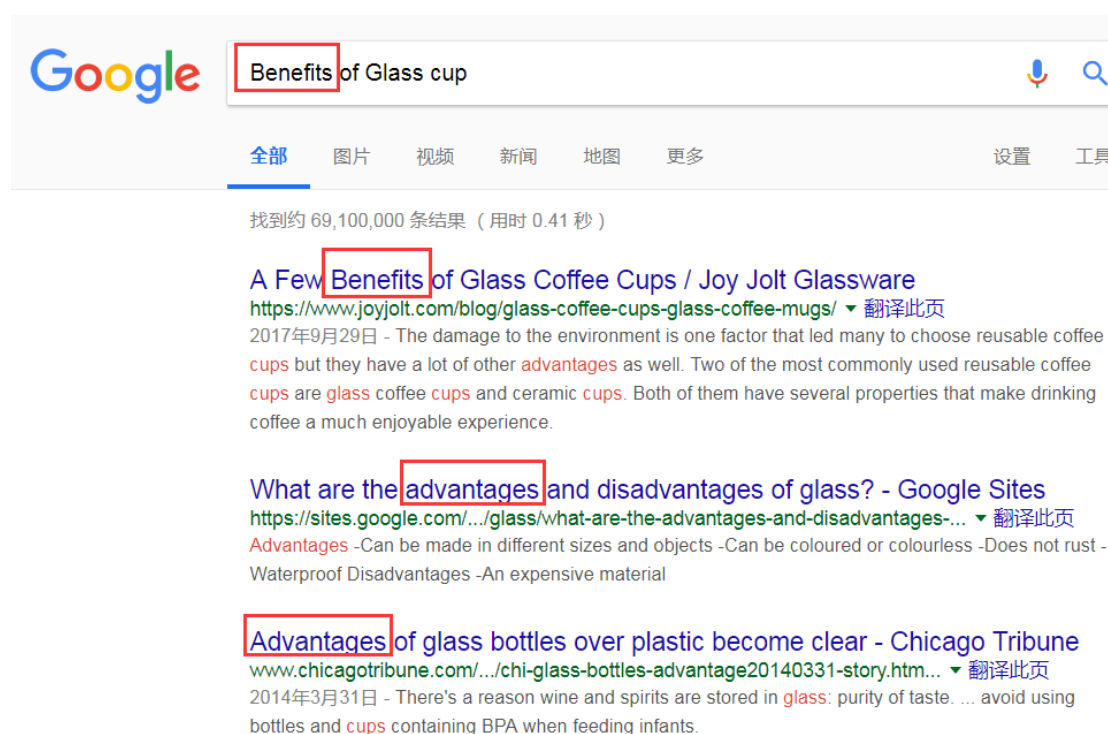 Google
Benefits of Glass cup
全部 图片 视频 新闻 地图 更多 设置 工具
找到约 69,100,000 条结果 （用时 0.41 秒）
A Few Benefits of Glass Coffee Cups / Joy Jolt Glassware
https://www.joyjolt.com/blog/glass-coffee-cups-glass-coffee-mugs/ 翻译此页
2017年9月29日 - The damage to the environment is one factor that led many to choose reusable coffee
cups but they have a lot of other advantages as well. Two of the most commonly used reusable coffee
cups are glass coffee cups and ceramic cups. Both of them have several properties that make drinking
coffee a much enjoyable experience.
What are the advantages and disadvantages of glass? - Google Sites
https://sites.google.com/.../glass/what-are-the-advantages-and-disadvantages-... 翻译此页
Advantages -Can be made in different sizes and objects -Can be coloured or colourless -Does not rust -
Waterproof Disadvantages -An expensive material
Advantages of glass bottles over plastic become clear - Chicago Tribune
www.chicagotribune.com/.../chi-glass-bottles-advantage20140331-story.htm... 翻译此页
2014年3月31日 - There's a reason wine and spirits are stored in glass: purity of taste. ... avoid using
bottles and cups containing BPA when feeding infants.